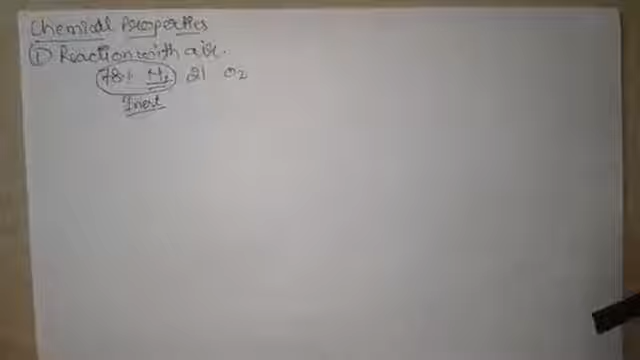 Chemical Properties
① Reaction with air.
78% N₂ 21 O₂
Inert